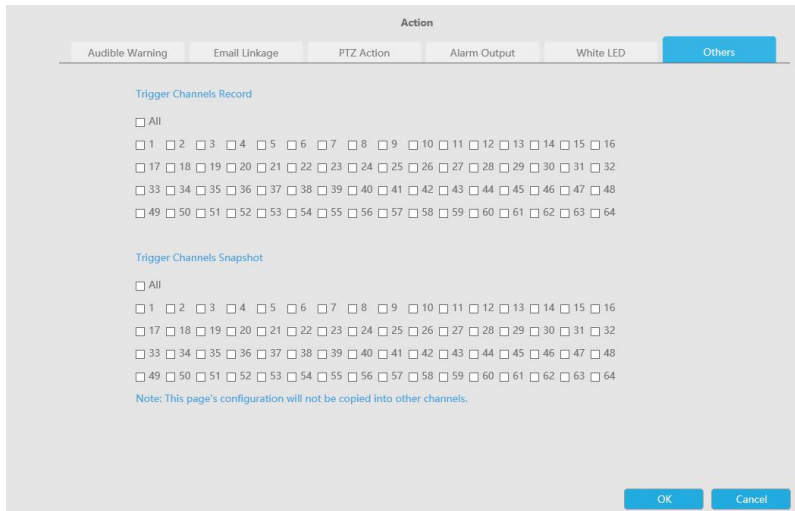 Action
Audible Warning Email Linkage PTZ Action Alarm Output White LED Others
Trigger Channels Record
All
1 2 3 4 5 6 7 8 9 10 11 12 13 14 15 16
17 18 19 20 21 22 23 24 25 26 27 28 29 30 31 32
33 34 35 36 37 38 39 40 41 42 43 44 45 46 47 48
49 50 51 52 53 54 55 56 57 58 59 60 61 62 63 64
Trigger Channels Snapshot
All
1 2 3 4 5 6 7 8 9 10 11 12 13 14 15 16
17 18 19 20 21 22 23 24 25 26 27 28 29 30 31 32
33 34 35 36 37 38 39 40 41 42 43 44 45 46 47 48
49 50 51 52 53 54 55 56 57 58 59 60 61 62 63 64
Note: This page's configuration will not be copied into other channels.
OK Cancel